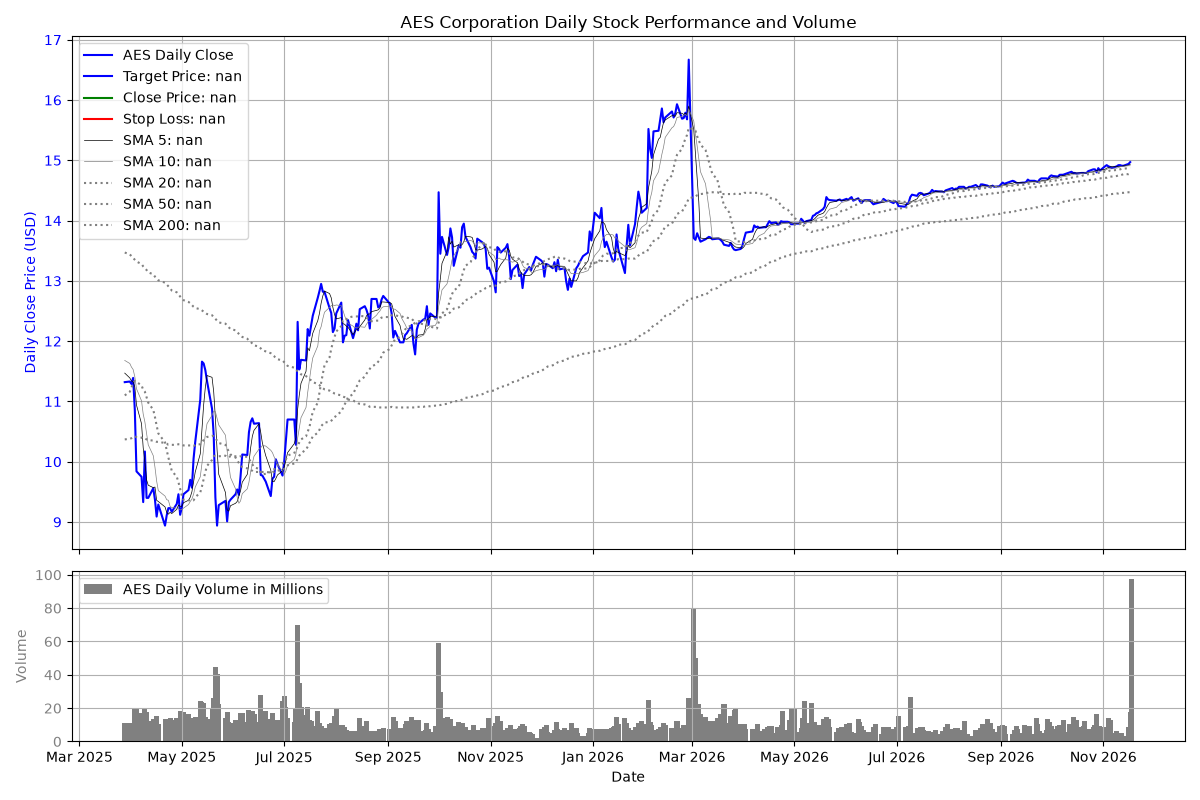 AES Corporation Daily Stock Performance and Volume
17
16
15
14
13
12
11
10
9
Daily Close Price (USD)
AES Daily Close
Target Price: nan
Close Price: nan
Stop Loss: nan
SMA 5: nan
SMA 10: nan
SMA 20: nan
SMA 50: nan
SMA 200: nan
100
80
60
40
20
0
Volume
AES Daily Volume in Millions
Mar 2025 May 2025 Jul 2025 Sep 2025 Nov 2025 Jan 2026 Mar 2026 May 2026 Jul 2026 Sep 2026 Nov 2026
Date